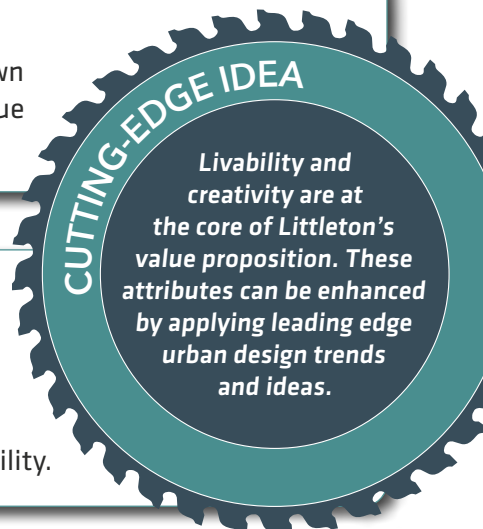 CUTTING-EDGE IDEA
Livability and
creativity are at
the core of Littleton's
value proposition. These
attributes can be enhanced
by applying leading edge
urban design trends
and ideas.